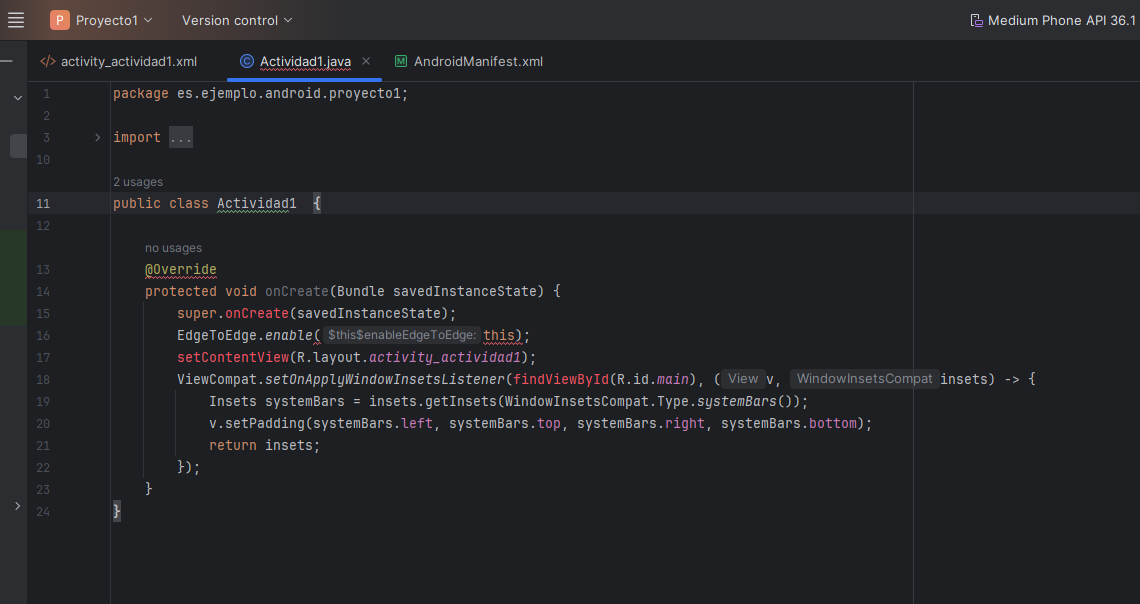 P Proyecto1 Version control Medium Phone API 36.1
</> activity_actividad1.xml C Actividad1.java × M AndroidManifest.xml
1 package es.ejemplo.android.proyecto1;
2
3 import ...
10
2 usages
11 public class Actividad1  {
12
no usages
13 @Override
14 protected void onCreate(Bundle savedInstanceState) {
15 super.onCreate(savedInstanceState);
16 EdgeToEdge.enable( $this$enableEdgeToEdge: this);
17 setContentView(R.layout.activity_actividad1);
18 ViewCompat.setOnApplyWindowInsetsListener(findViewById(R.id.main), ( View v, WindowInsetsCompat insets) -> {
19 Insets systemBars = insets.getInsets(WindowInsetsCompat.Type.systemBars());
20 v.setPadding(systemBars.left, systemBars.top, systemBars.right, systemBars.bottom);
21 return insets;
22 });
23 }
24 }